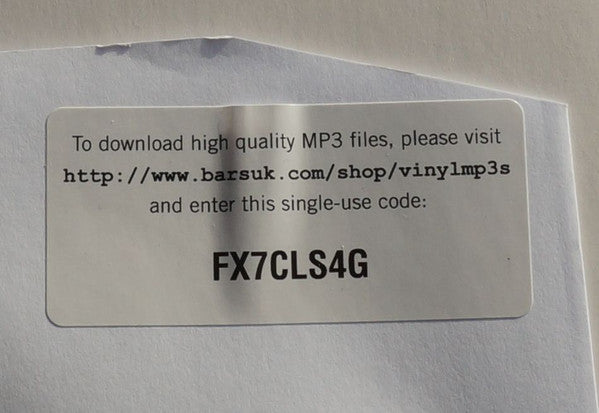 To download high quality MP3 files, please visit
http://www.barsuk.com/shop/vinylmp3s
and enter this single-use code:
FX7CLS4G